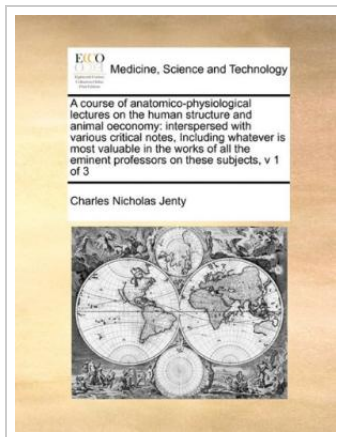 ECCO
Medicine, Science and Technology
A course of anatomico-physiological
lectures on the human structure and
animal oeconomy: interspersed with
various critical notes, Including whatever is
most valuable in the works of all the
eminent professors on these subjects, v 1
of 3
Charles Nicholas Jenty